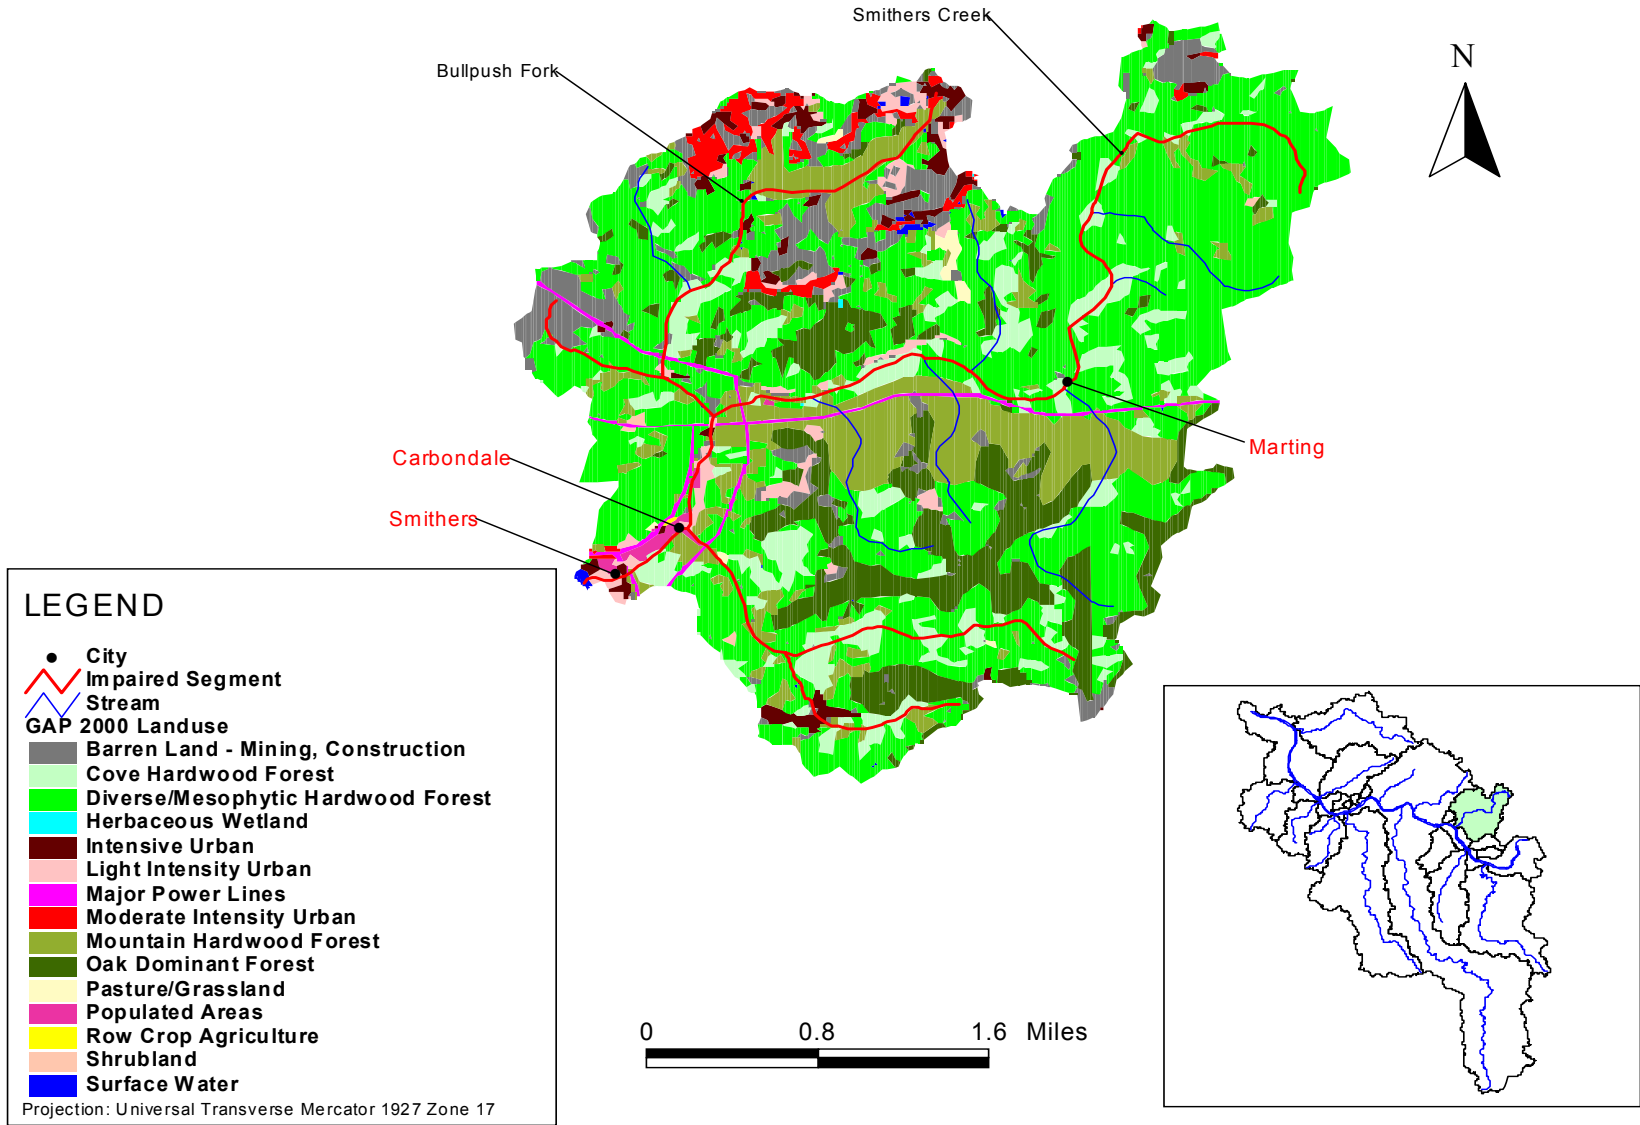 Smithers Creek
Bullpush Fork
N
Carbondale
Marting
Smithers
LEGEND
City
Impaired Segment
Stream
GAP 2000 Landuse
Barren Land - Mining, Construction
Cove Hardwood Forest
Diverse/Mesophytic Hardwood Forest
Herbaceous Wetland
Intensive Urban
Light Intensity Urban
Major Power Lines
Moderate Intensity Urban
Mountain Hardwood Forest
Oak Dominant Forest
Pasture/Grassland
Populated Areas
Row Crop Agriculture
Shrubland
Surface Water
Projection: Universal Transverse Mercator 1927 Zone 17
0 0.8 1.6 Miles